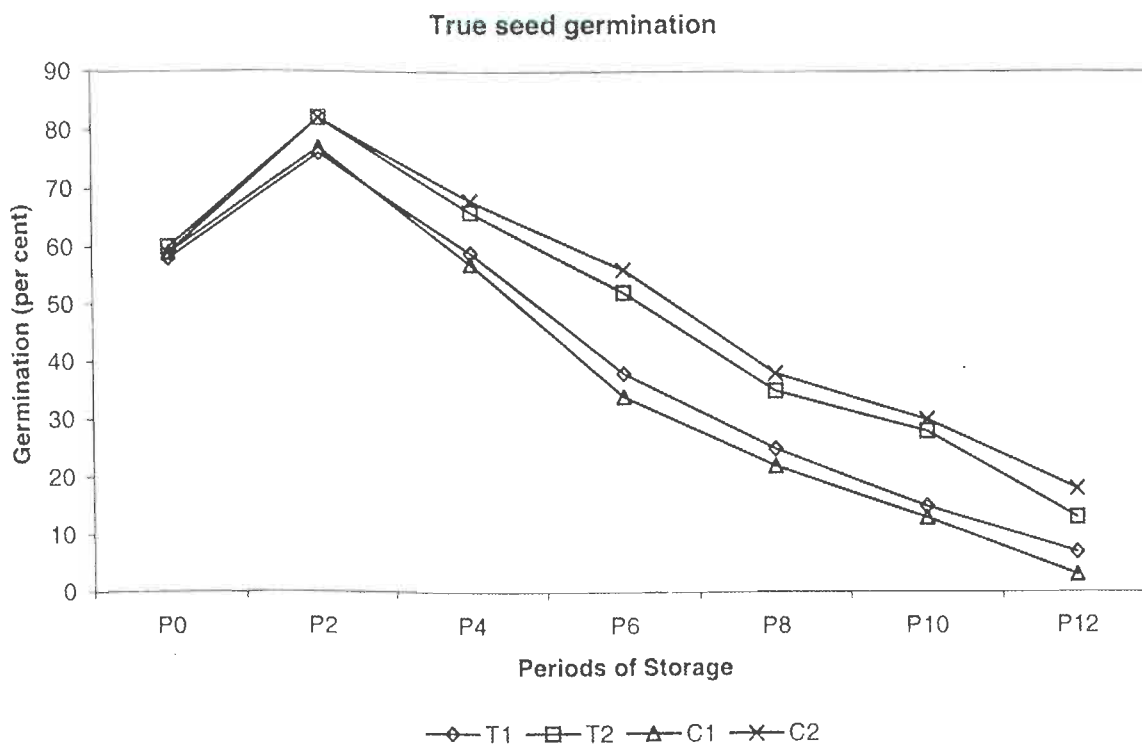 True seed germination
90
80
70
60
50
40
30
20
10
0
Germination (per cent)
P0 P2 P4 P6 P8 P10 P12
Periods of Storage
T1 T2 C1 C2